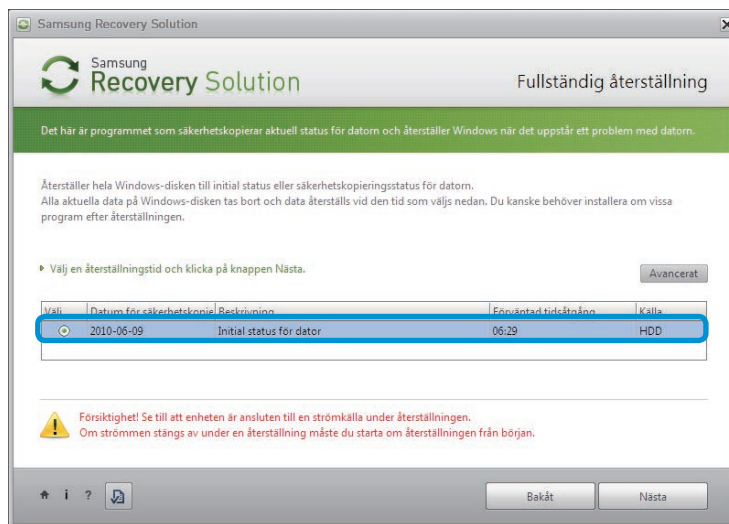 Samsung Recovery Solution
Samsung
Recovery Solution
Fullständig återställning
Det här är programmet som säkerhetskopierar aktuell status för datorn och återställer Windows när det uppstår ett problem med datorn.
Återställer hela Windows-disken till initial status eller säkerhetskopieringsstatus för datorn.
Alla aktuella data på Windows-disken tas bort och data återställs vid den tid som väljs nedan. Du kanske behöver installera om vissa
program efter återställningen.
Välj en återställningstid och klicka på knappen Nästa.
Avancerat
Välj Datum för säkerhetskopie Beskrivning Förväntad tidsåtgång Källa
2010-06-09 Initial status för dator 06:29 HDD
Försiktighet! Se till att enheten är ansluten till en strömkälla under återställningen.
Om strömmen stängs av under en återställning måste du starta om återställningen från början.
i ?
Bakåt Nästa